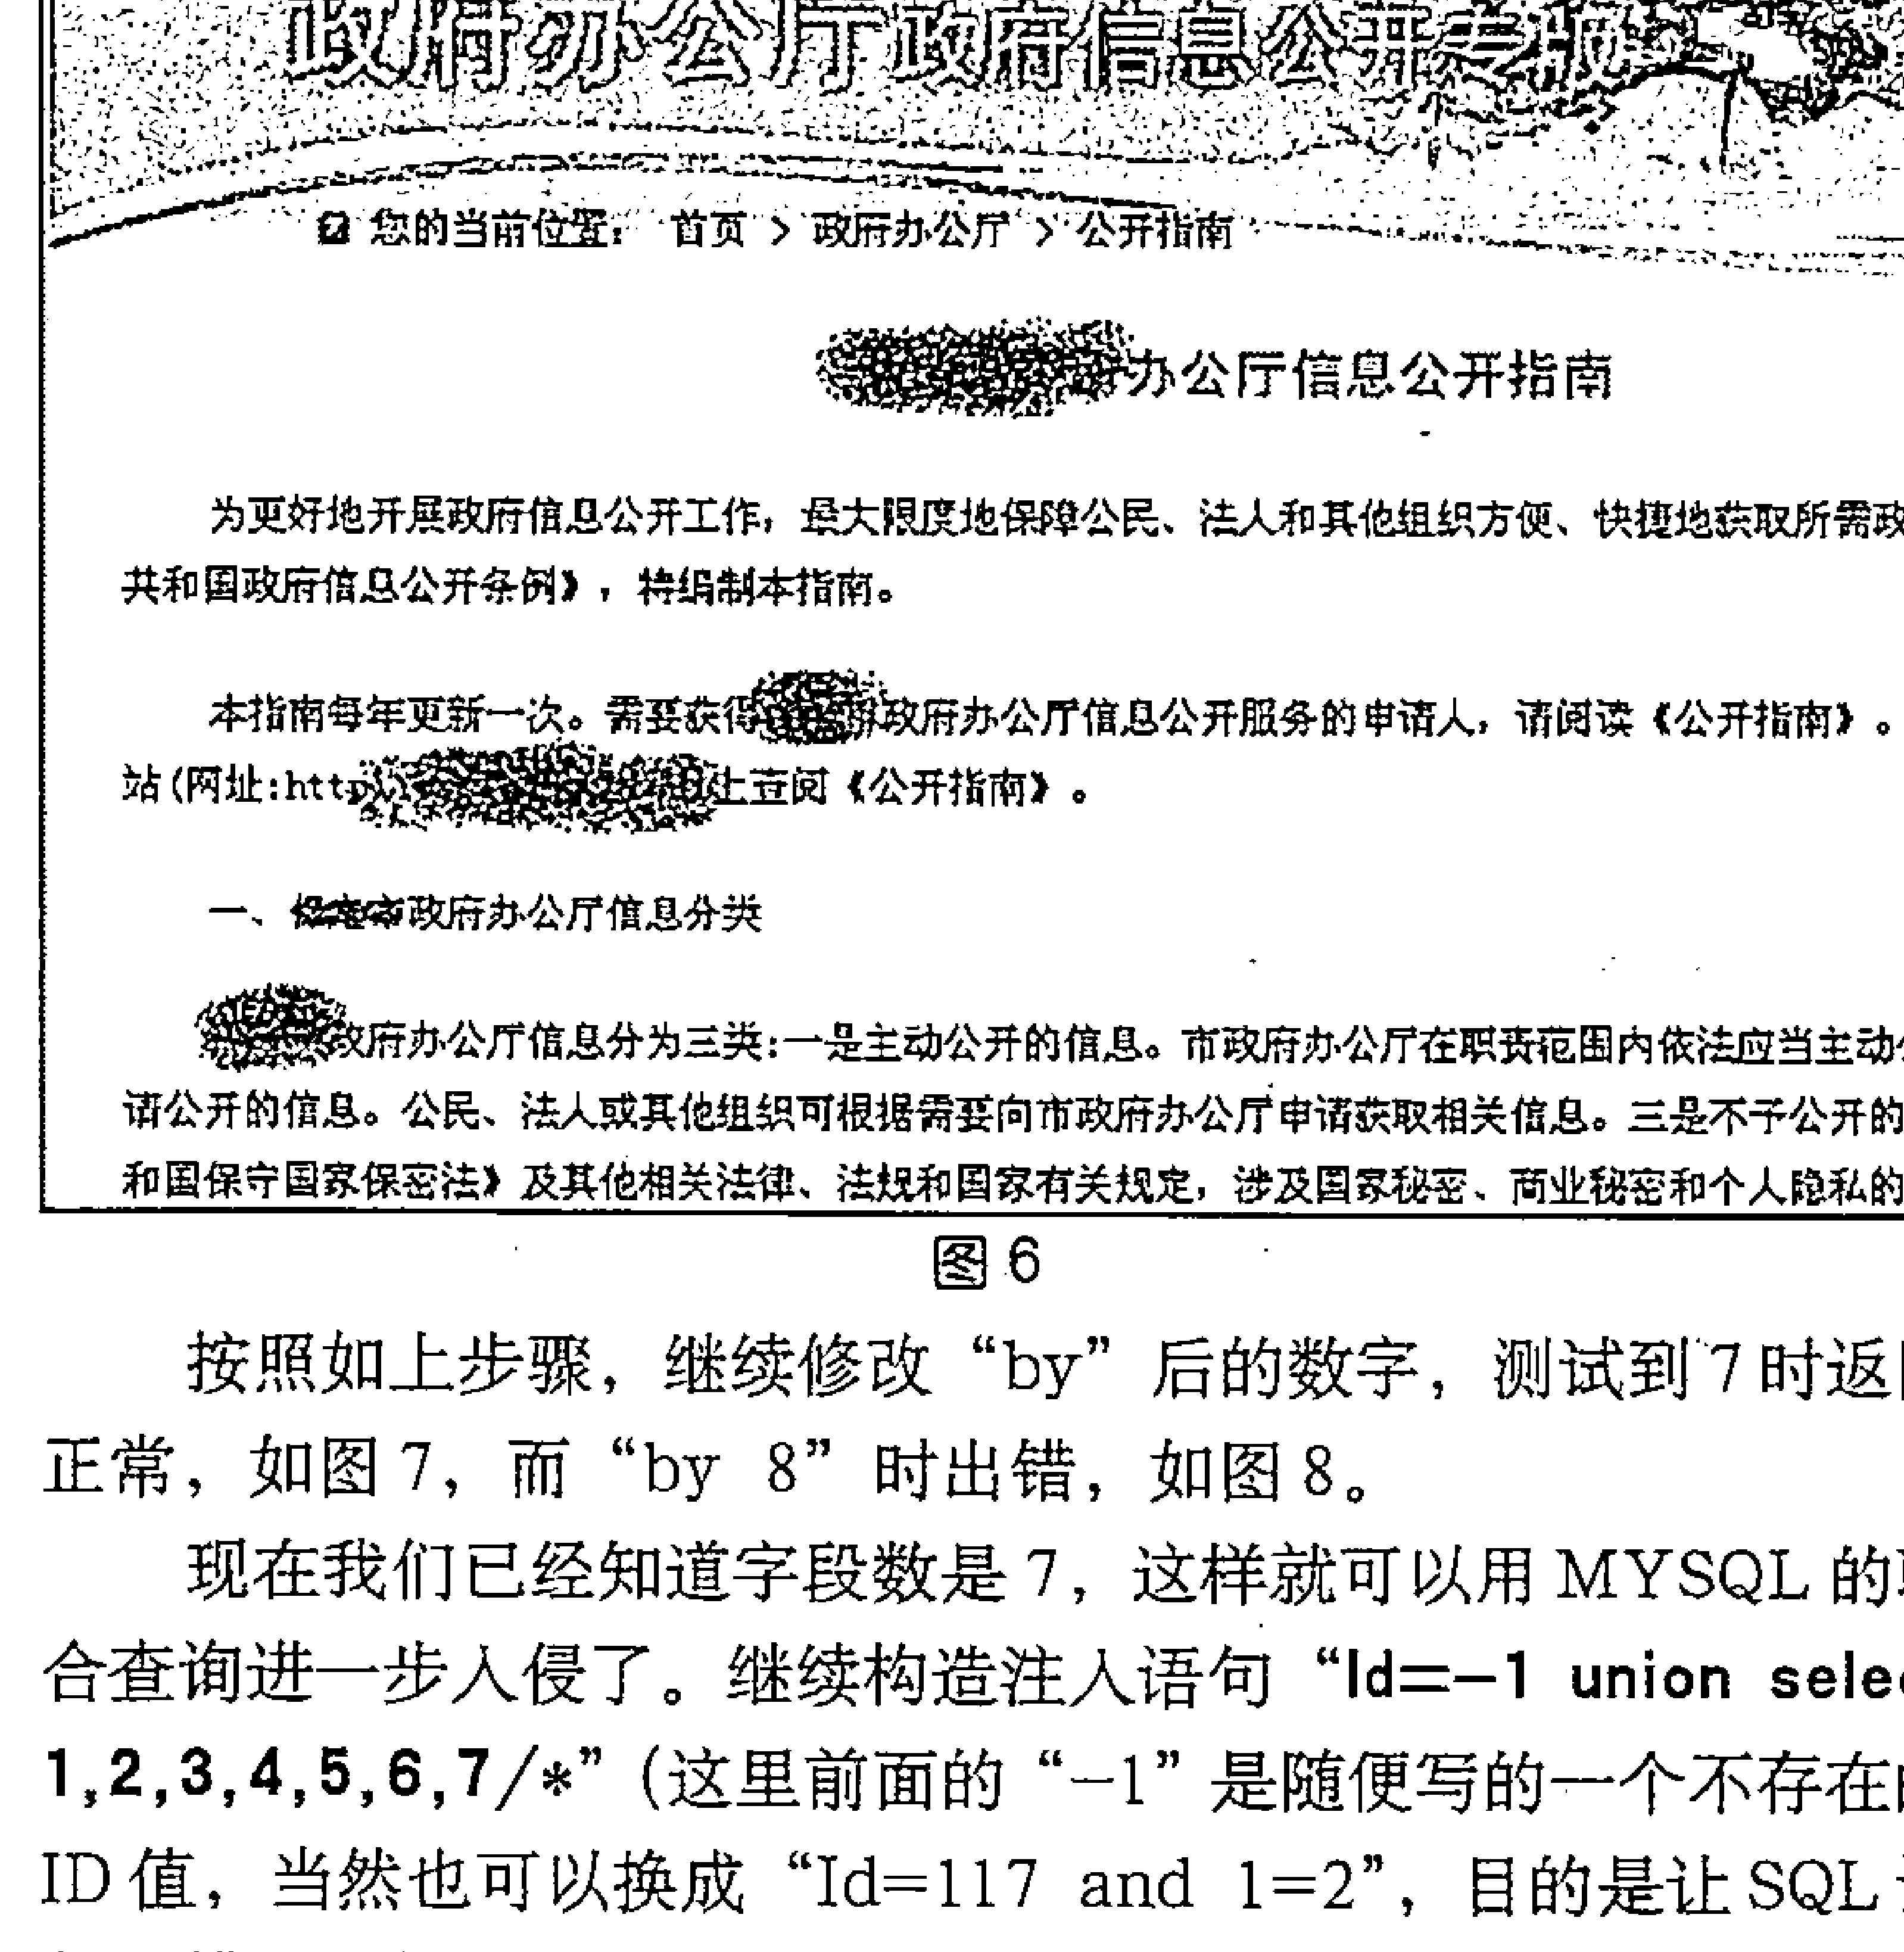 政府办公厅政府信息公开专版
您的当前位置: 首页 > 政府办公厅 > 公开指南
办公厅信息公开指南
为更好地开展政府信息公开工作，最大限度地保障公民、法人和其他组织方便、快捷地获取所需政
共和国政府信息公开条例》，特编制本指南。
本指南每年更新一次。需要获得政府办公厅信息公开服务的申请人，请阅读《公开指南》。
站(网址:http上查阅《公开指南》。
一、政府办公厅信息分类
政府办公厅信息分为三类:一是主动公开的信息。市政府办公厅在职责范围内依法应当主动公
请公开的信息。公民、法人或其他组织可根据需要向市政府办公厅申请获取相关信息。三是不予公开的
和国保守国家保密法》及其他相关法律、法规和国家有关规定，涉及国家秘密、商业秘密和个人隐私的
图 6
按照如上步骤，继续修改“by”后的数字，测试到 7 时返
正常，如图 7，而“by 8”时出错，如图 8。
现在我们已经知道字段数是 7，这样就可以用 MYSQL 的
合查询进一步入侵了。继续构造注入语句“Id=-1 union sele
1,2,3,4,5,6,7/*”(这里前面的“-1”是随便写的一个不存在的
ID 值，当然也可以换成“Id=117 and 1=2”，目的是让 SQL